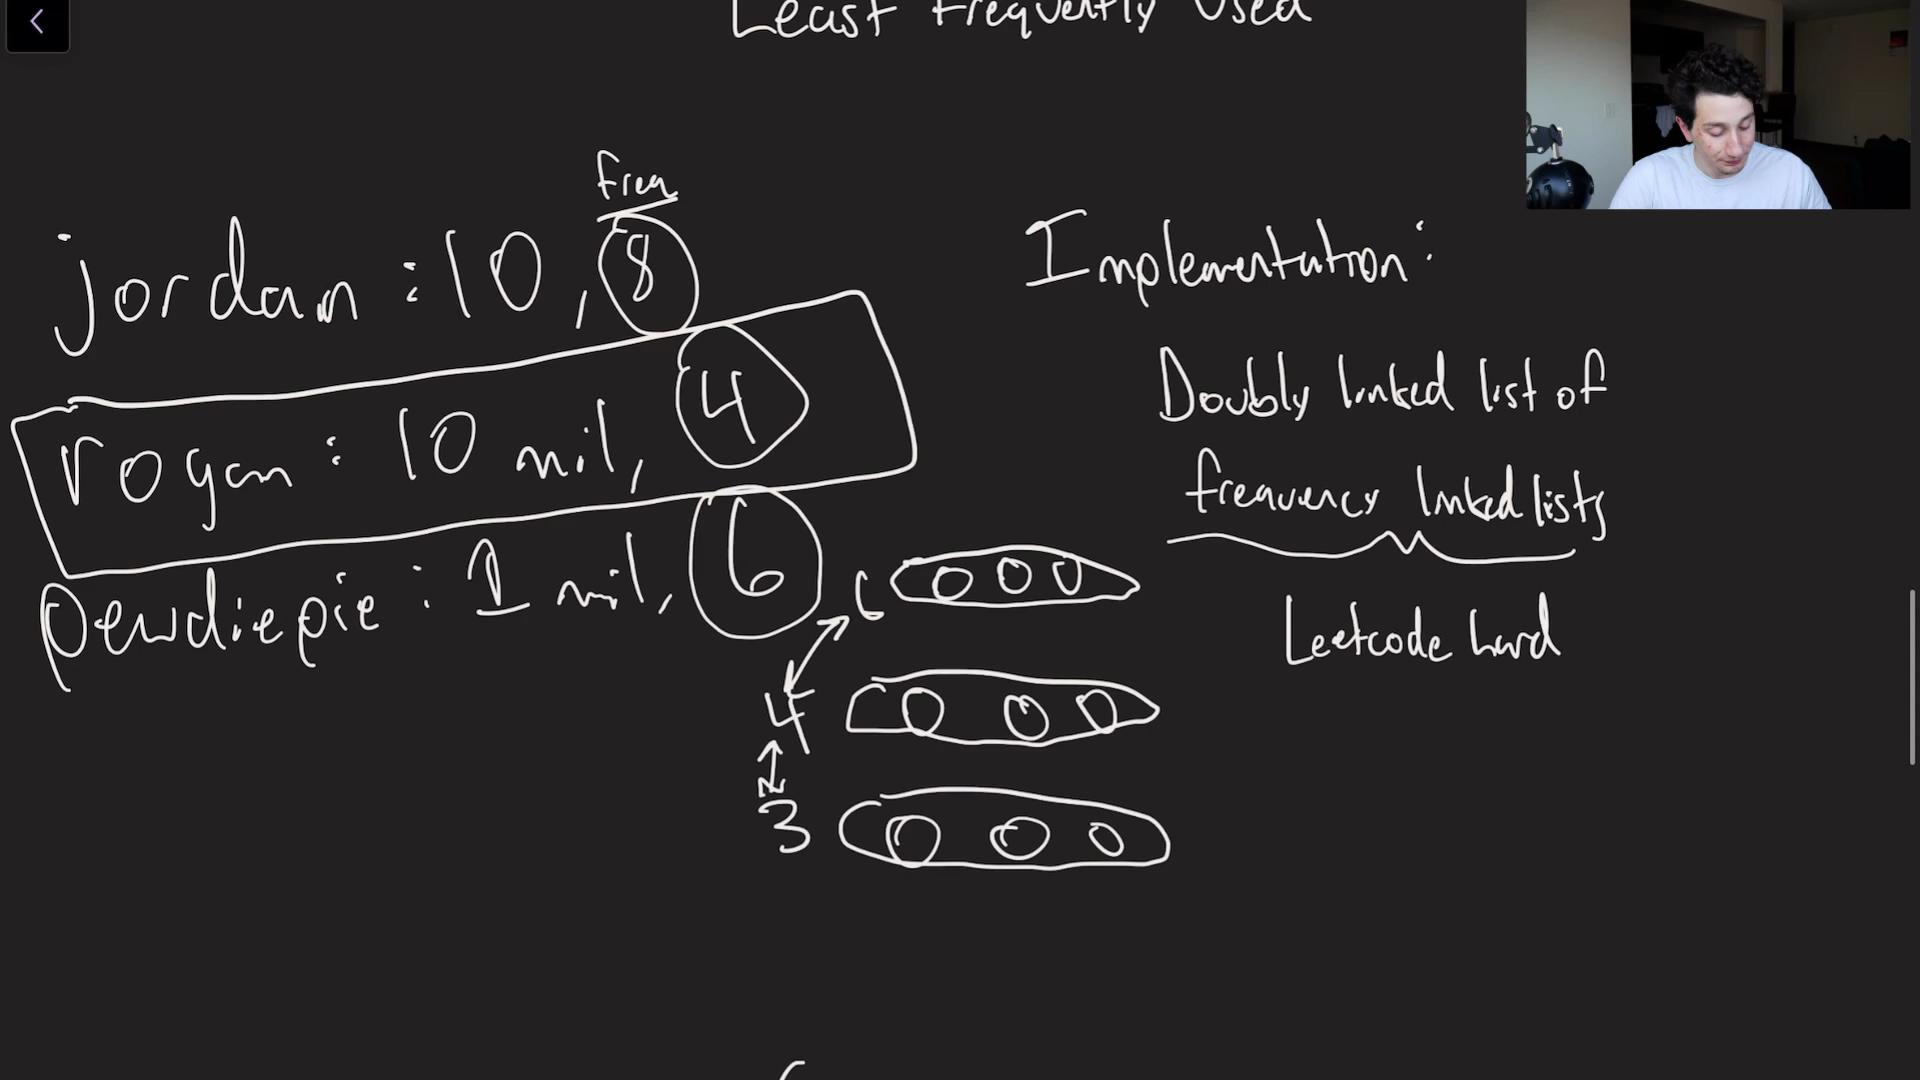 Least Frequently Used
freq
jordan : 10, 8
rogan : 10 mil, 4
pewdiepie : 1 mil, 6
Implementation :
Doubly linked list of
frequency linked lists
Leetcode hard
6
4
3